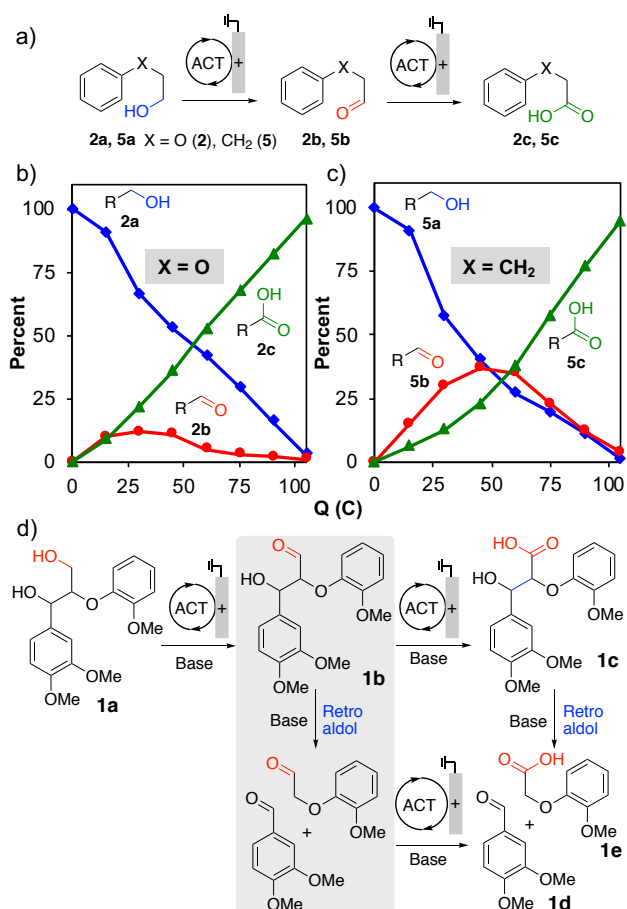 a)
X
HO
ACT
+
X
O
ACT
+
X
HO
O
2a, 5a
X = O (2), CH₂ (5)
2b, 5b
2c, 5c
b)
c)
100
R
OH
2a
X = O
75
OH
R
O
2c
50
Percent
25
R
O
2b
0
0
25
50
75
100
100
R
OH
5a
X = CH₂
75
OH
R
O
5c
50
Percent
R
O
5b
25
0
0
25
50
75
100
Q (C)
d)
HO
HO
O
OMe
OMe
OMe
1a
ACT
+
Base
O
HO
O
OMe
OMe
OMe
1b
ACT
+
Base
HO
O
HO
O
OMe
OMe
OMe
1c
Base
Retro
aldol
Base
Retro
aldol
O
O
OMe
O
+
OMe
OMe
ACT
+
Base
O
OH
O
OMe
1e
O
+
OMe
OMe
1d